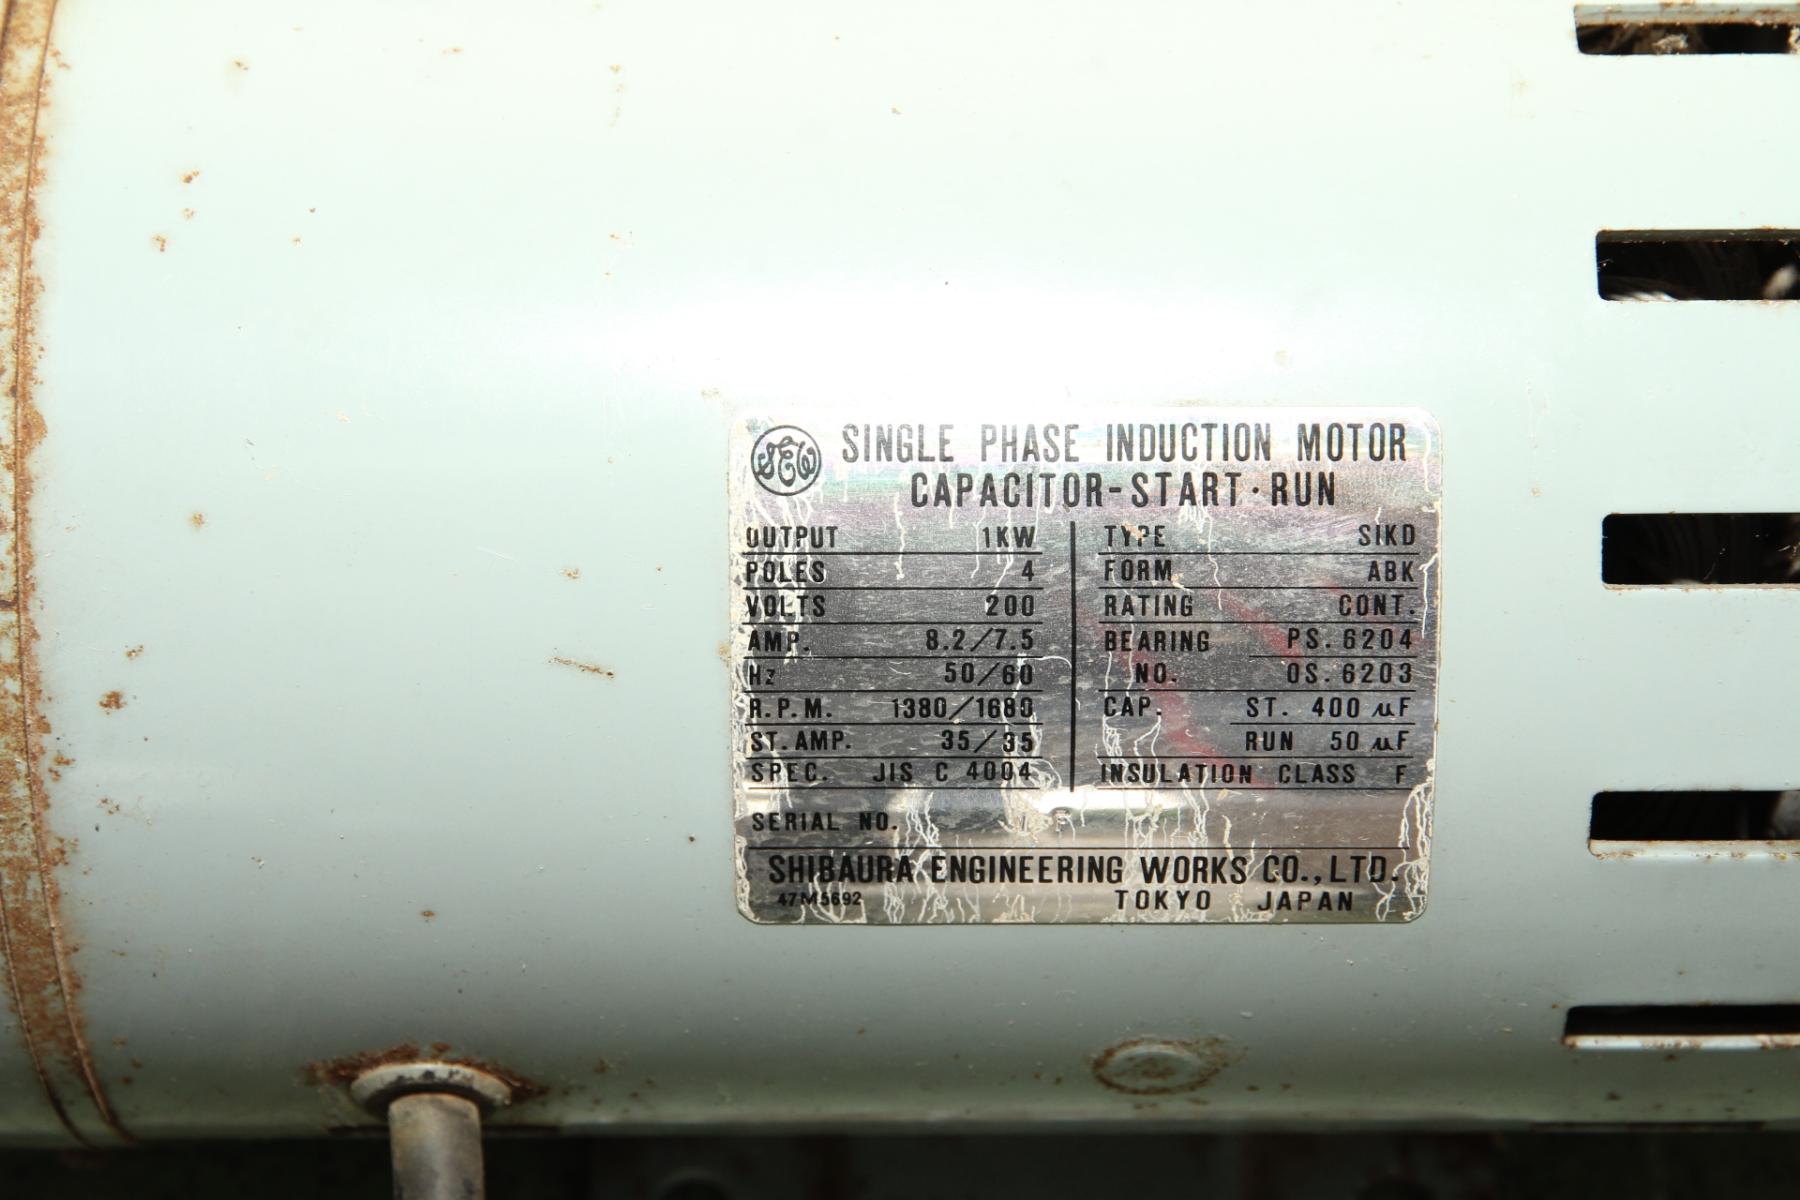 SEW SINGLE PHASE INDUCTION MOTOR
CAPACITOR-START·RUN
OUTPUT 1KW
POLES 4
VOLTS 200
AMP. 8.2/7.5
Hz 50/60
R.P.M. 1380/1680
ST.AMP. 35/35
SPEC. JIS C 4004
TYPE SIKD
FORM ABK
RATING CONT.
BEARING PS.6204
NO. OS.6203
CAP. ST. 400 μF
RUN 50 μF
INSULATION CLASS F
SERIAL NO.
SHIBAURA ENGINEERING WORKS CO.,LTD.
47M5692 TOKYO JAPAN